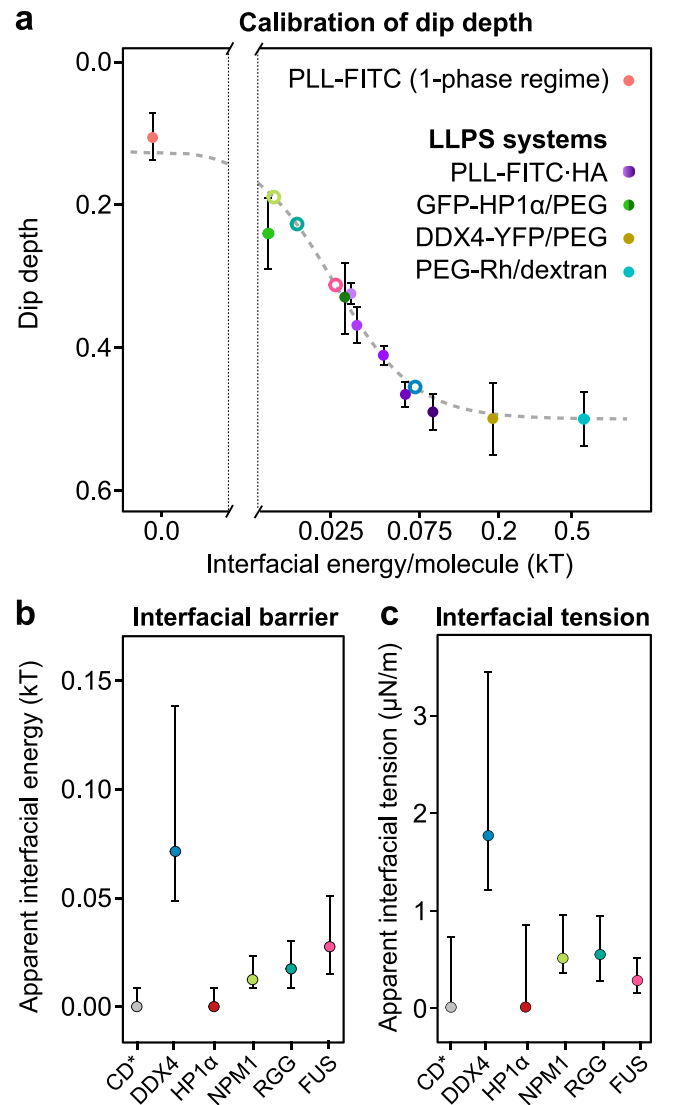 a
Calibration of dip depth
PLL-FITC (1-phase regime)
LLPS systems
PLL-FITC·HA
GFP-HP1α/PEG
DDX4-YFP/PEG
PEG-Rh/dextran
Dip depth
0.0
0.2
0.4
0.6
0.0
0.025
0.075
0.2
0.5
Interfacial energy/molecule (kT)
b
Interfacial barrier
Apparent interfacial energy (kT)
0.15
0.10
0.05
0.00
CD*
DDX4
HP1α
NPM1
RGG
FUS
c
Interfacial tension
Apparent interfacial tension (μN/m)
3
2
1
0
CD*
DDX4
HP1α
NPM1
RGG
FUS